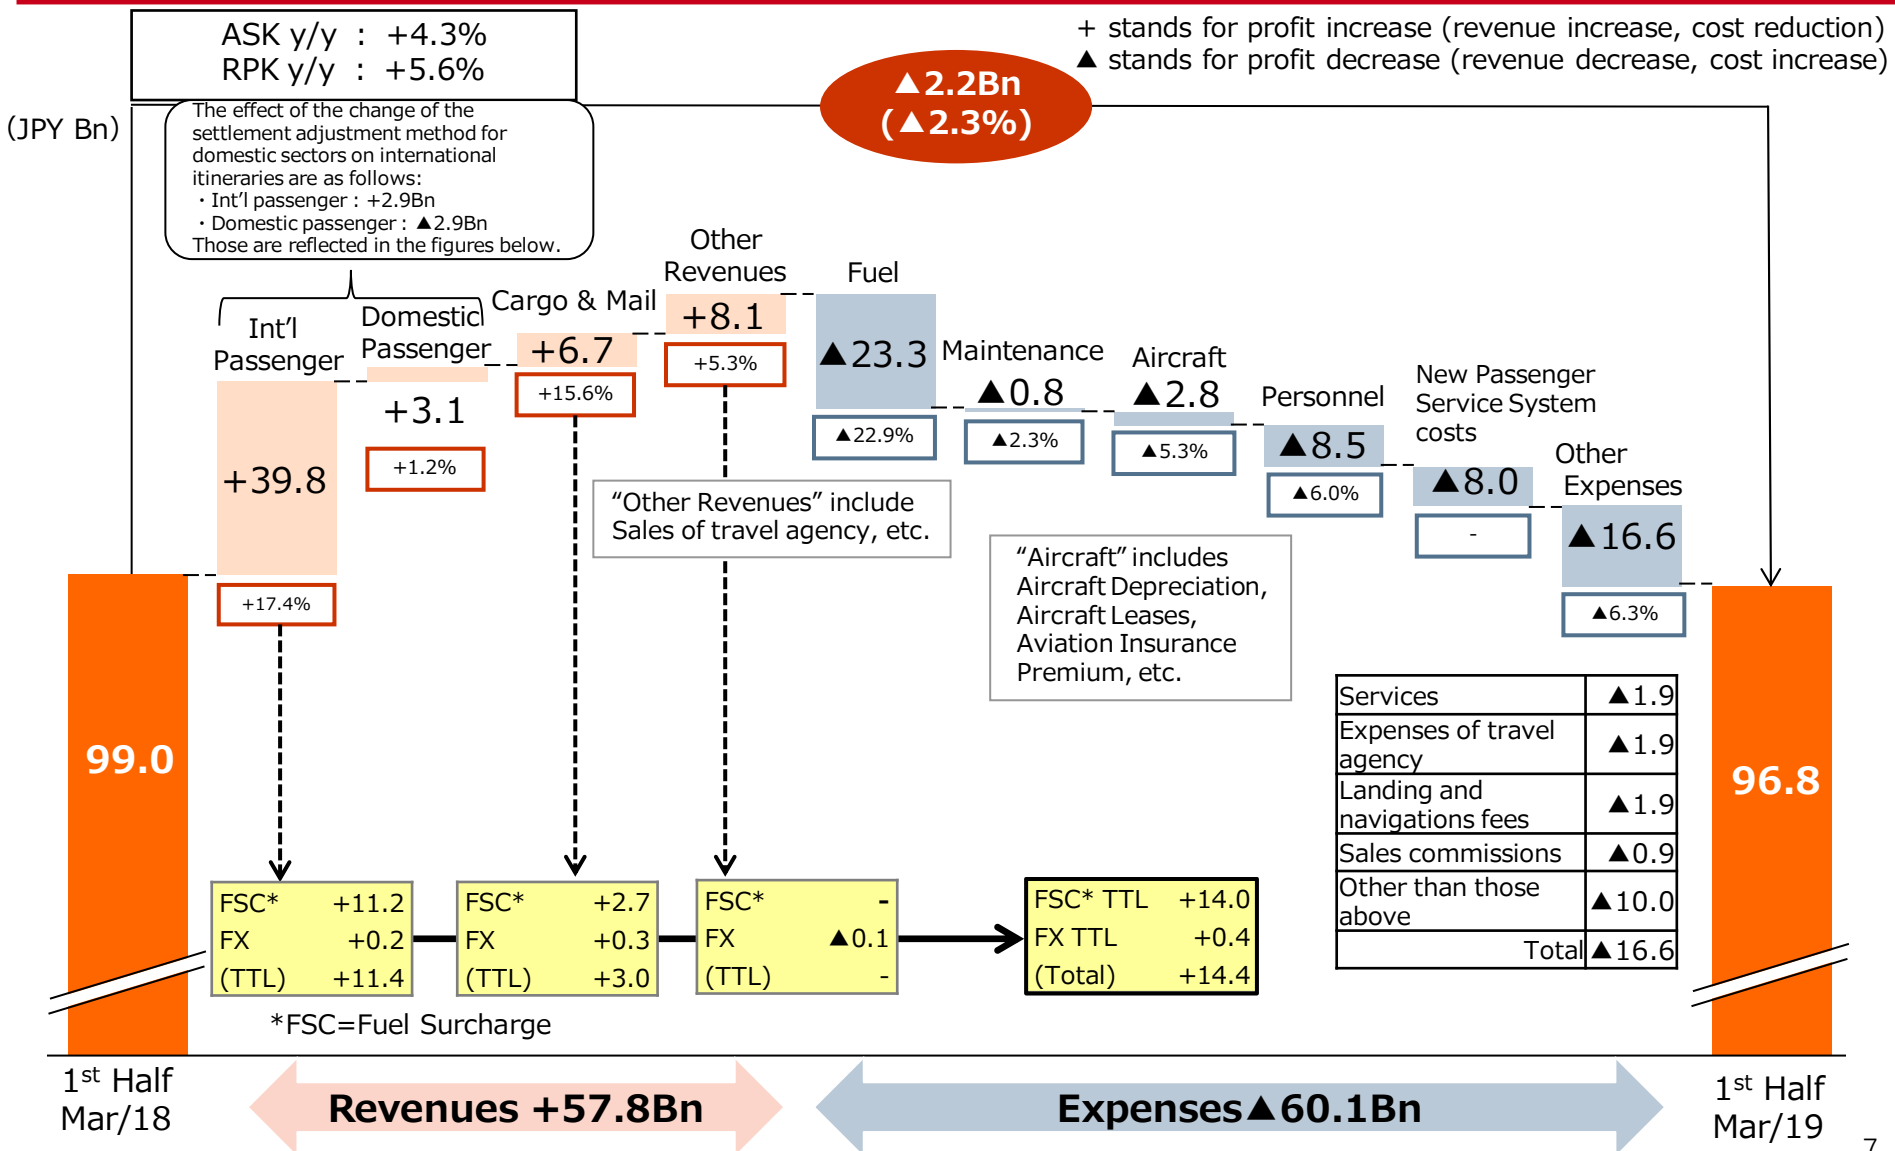 ASK y/y : +4.3%
RPK y/y : +5.6%
+ stands for profit increase (revenue increase, cost reduction)
▲ stands for profit decrease (revenue decrease, cost increase)
▲2.2Bn
(▲2.3%)
(JPY Bn)
The effect of the change of the
settlement adjustment method for
domestic sectors on international
itineraries are as follows:
・Int'l passenger : +2.9Bn
・Domestic passenger : ▲2.9Bn
Those are reflected in the figures below.
Int'l
Passenger
+39.8
+17.4%
Domestic
Passenger
+3.1
+1.2%
Cargo & Mail
+6.7
+15.6%
Other
Revenues
+8.1
+5.3%
Fuel
▲23.3
▲22.9%
Maintenance
▲0.8
▲2.3%
Aircraft
▲2.8
▲5.3%
Personnel
▲8.5
▲6.0%
New Passenger
Service System
costs
▲8.0
-
Other
Expenses
▲16.6
▲6.3%
"Other Revenues" include
Sales of travel agency, etc.
"Aircraft" includes
Aircraft Depreciation,
Aircraft Leases,
Aviation Insurance
Premium, etc.
99.0
96.8
Services ▲1.9
Expenses of travel
agency ▲1.9
Landing and
navigations fees ▲1.9
Sales commissions ▲0.9
Other than those
above ▲10.0
Total ▲16.6
FSC* +11.2
FX +0.2
(TTL) +11.4
FSC* +2.7
FX +0.3
(TTL) +3.0
FSC* -
FX ▲0.1
(TTL) -
FSC* TTL +14.0
FX TTL +0.4
(Total) +14.4
*FSC=Fuel Surcharge
1st Half
Mar/18
Revenues +57.8Bn
Expenses▲60.1Bn
1st Half
Mar/19
7